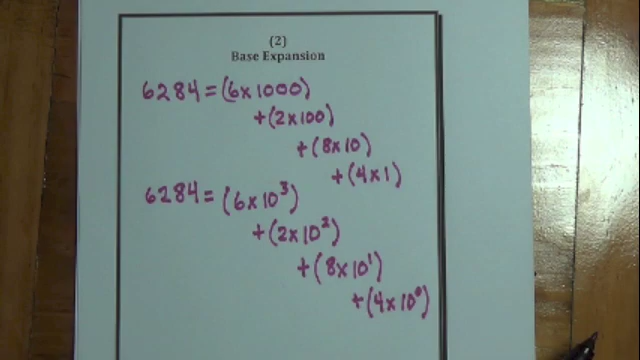 (2)
Base Expansion
6284 = (6x1000)
+(2x100)
+(8x10)
+(4x1)
6284 = (6x10³)
+(2x10²)
+(8x10¹)
+(4x10⁰)